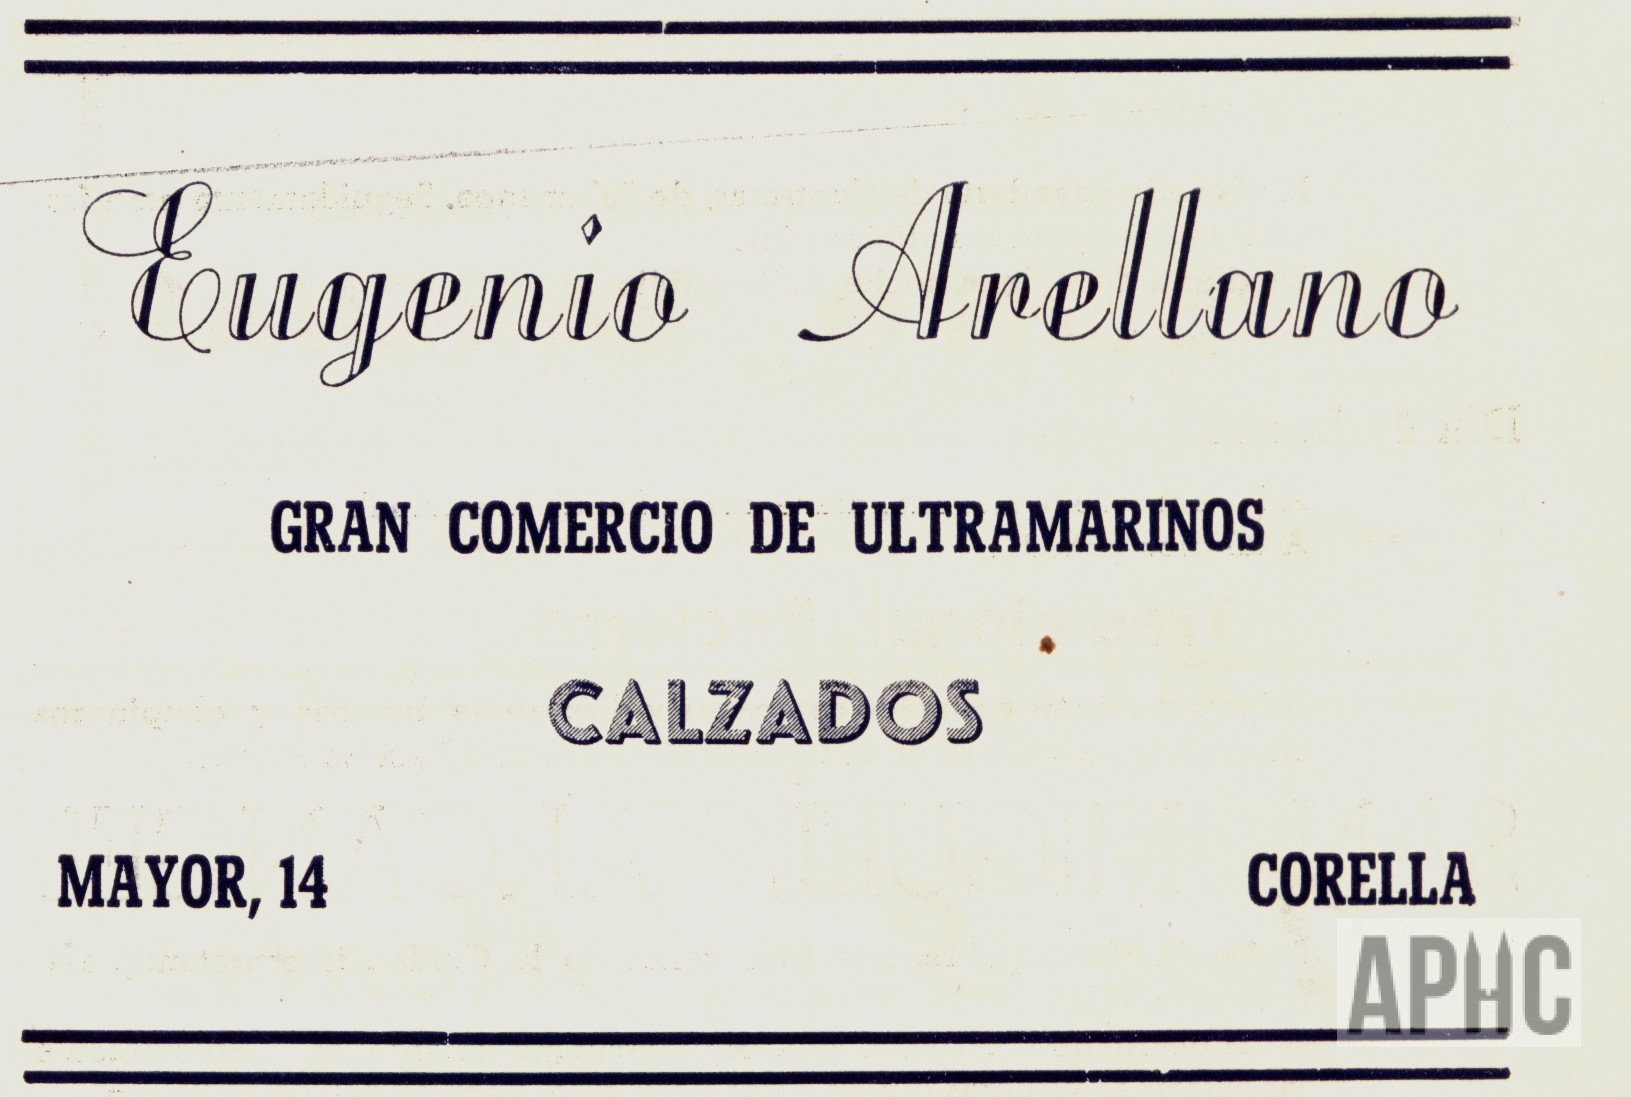 Eugenio Arellano
GRAN COMERCIO DE ULTRAMARINOS
CALZADOS
MAYOR, 14
CORELLA
APHC